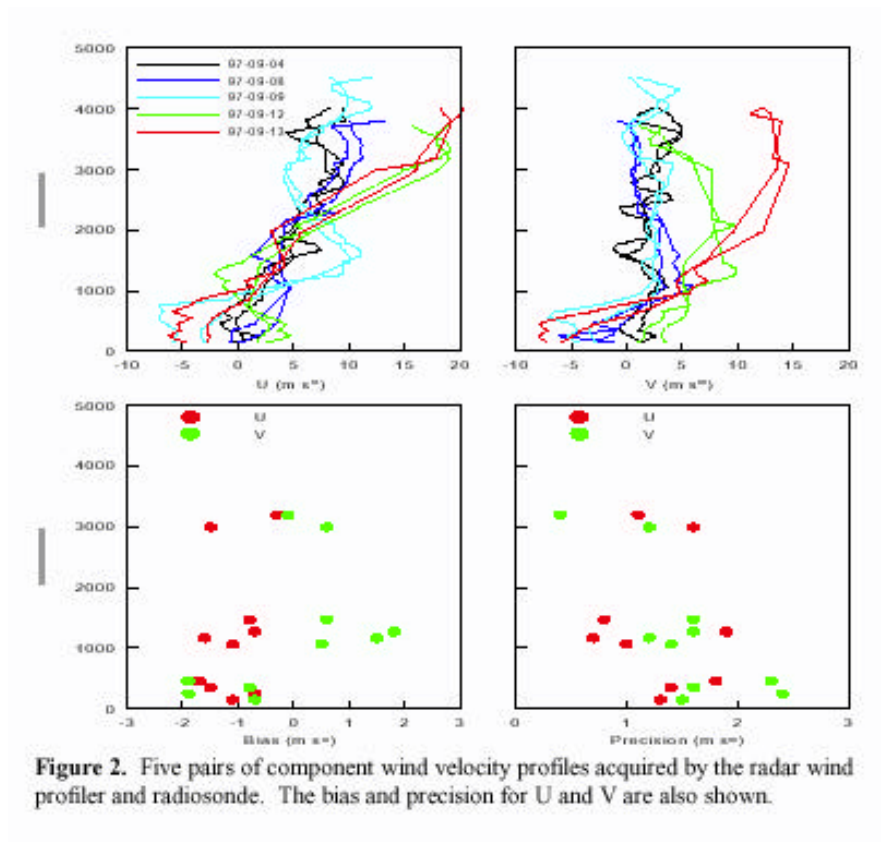 5000
4000
3000
2000
1000
0
97-09-04
97-09-08
97-09-09
97-09-12
97-09-13
-10 -5 0 5 10 15 20
-10 -5 0 5 10 15 20
U (m s
V (m s
5000
4000
3000
2000
1000
0
U
V
U
V
-3 -2 -1 0 1 2 3
0 1 2 3
Bias (m s
Precision (m s
Figure 2. Five pairs of component wind velocity profiles acquired by the radar wind
profiler and radiosonde. The bias and precision for U and V are also shown.